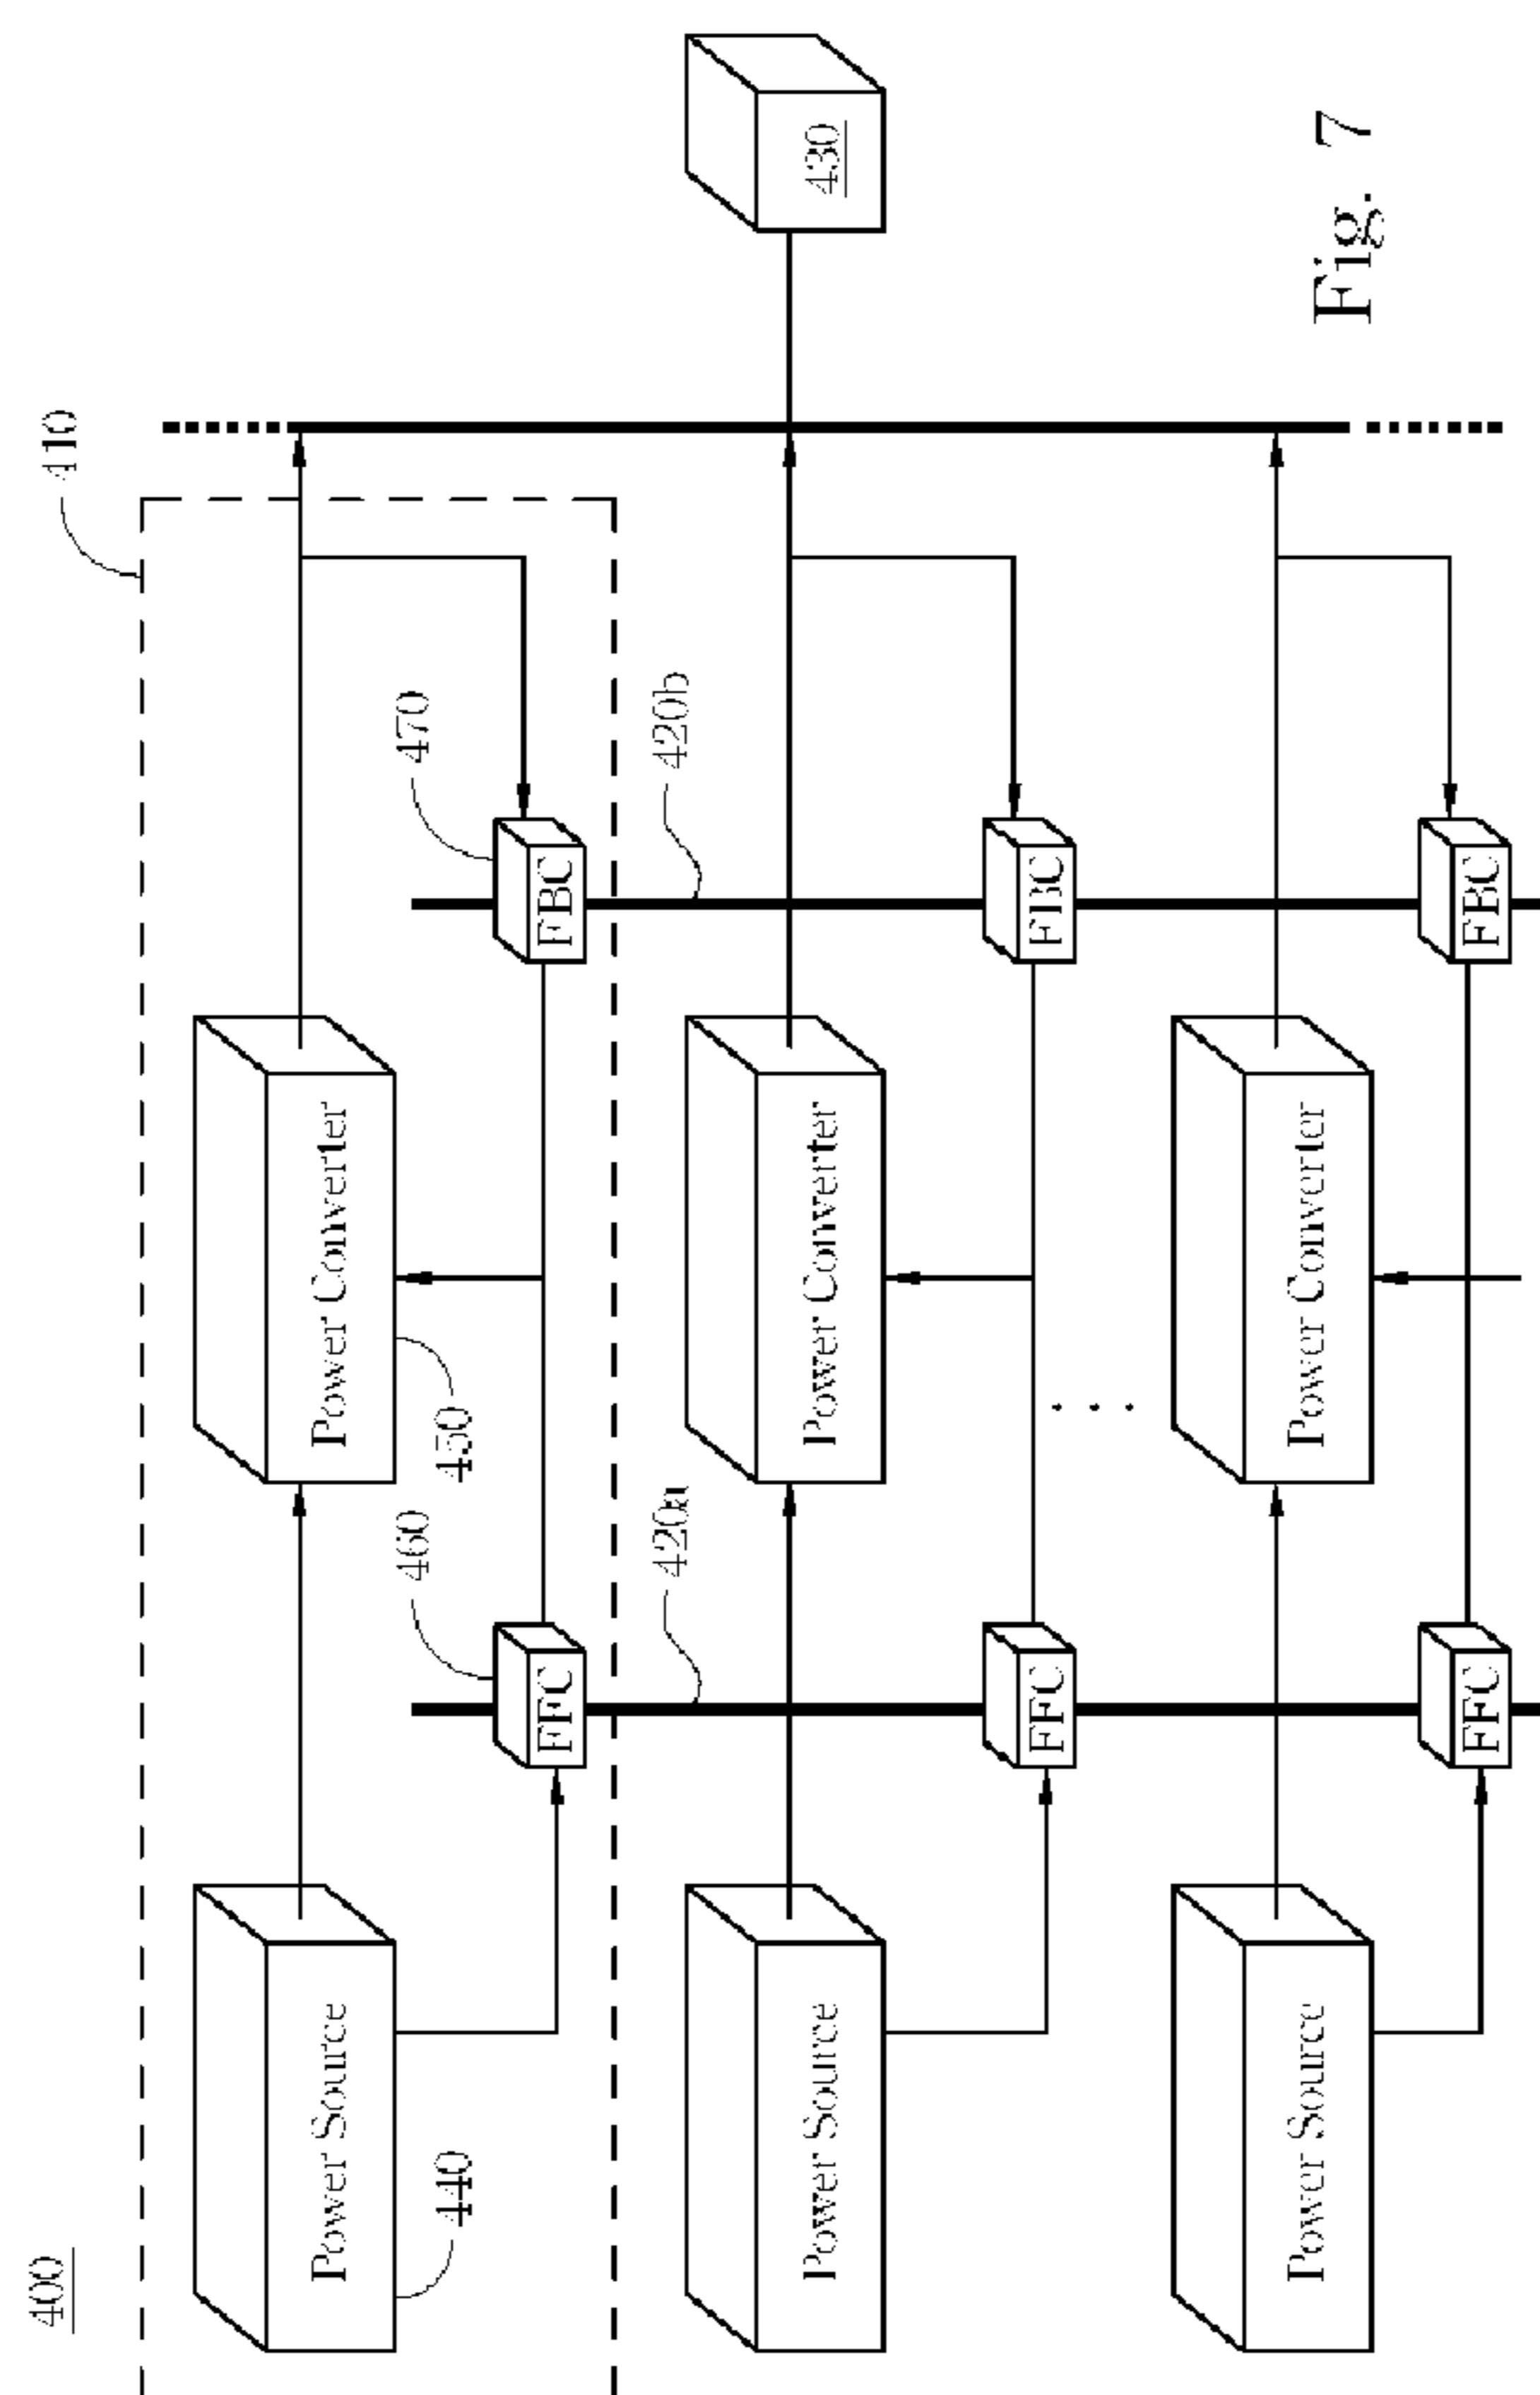 400
410
Power Source
440
Power Converter
450
FFC
460
FBC
470
420a
420b
Power Source
Power Converter
FFC
FBC
430
. . .
Power Source
Power Converter
FFC
FBC
Fig. 7